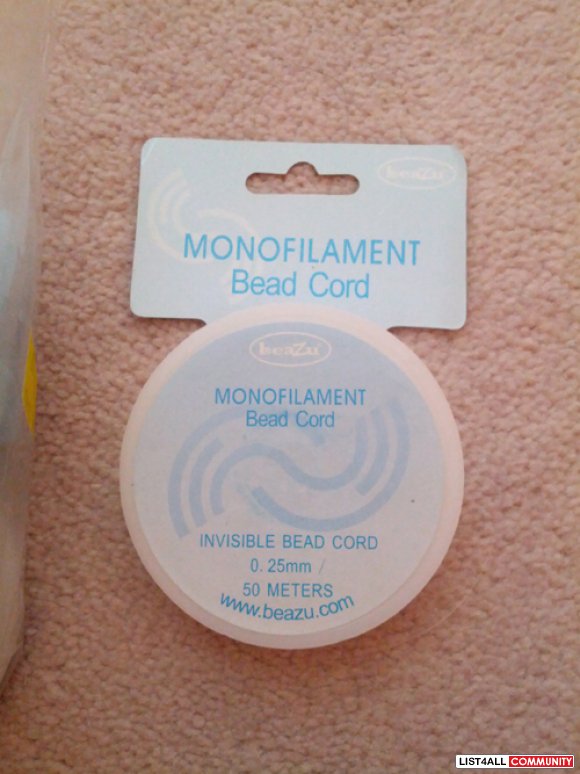 beaZu
MONOFILAMENT
Bead Cord
beaZu
MONOFILAMENT
Bead Cord
INVISIBLE BEAD CORD
0. 25mm /
50 METERS
www.beazu.com
LIST4ALL COMMUNITY